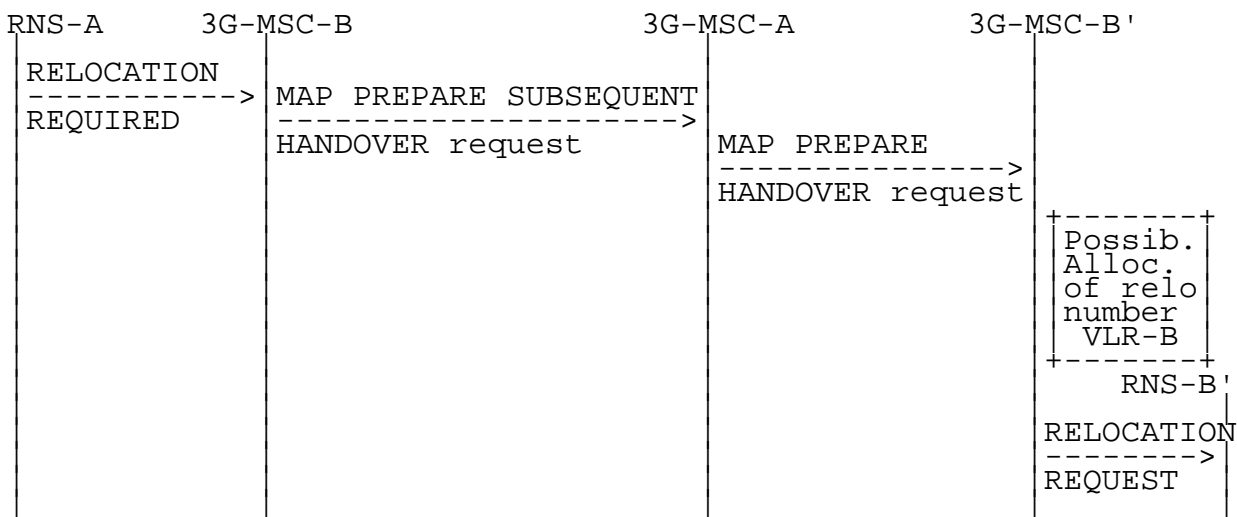 RNS-A 3G-MSC-B 3G-MSC-A 3G-MSC-B'
RELOCATION
REQUIRED
MAP PREPARE SUBSEQUENT
HANDOVER request
MAP PREPARE
HANDOVER request
Possib.
Alloc.
of relo
number
VLR-B
RNS-B'
RELOCATION
REQUEST